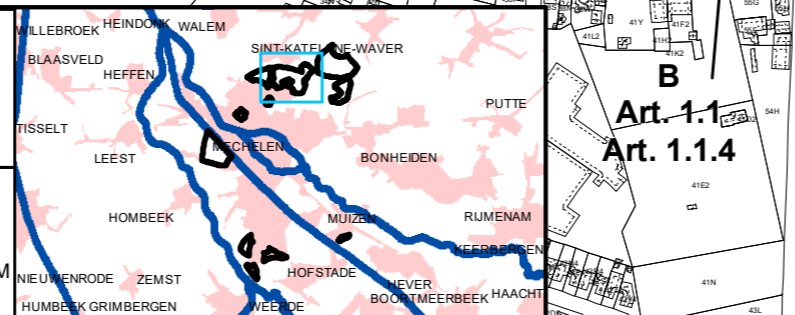 HEINDONK WALEM
WILLEBROEK
SINT-KATELIJNE-WAVER
BLAASVELD
HEFFEN
PUTTE
TISSELT
MECHELEN
LEEST
BONHEIDEN
HOMBEEK
MUIZEN
RIJMENAM
KEERBERGEN
HOFSTADE
NIEUWENRODE ZEMST
HEVER
HAACHT
BOORTMEERBEEK
HUMBEEK GRIMBERGEN
WEERDE
M
55G
41Y
41F2
41L2
41H2
41K2
B
Art. 1.1
54H
Art. 1.1.4
41E2
41N
43L